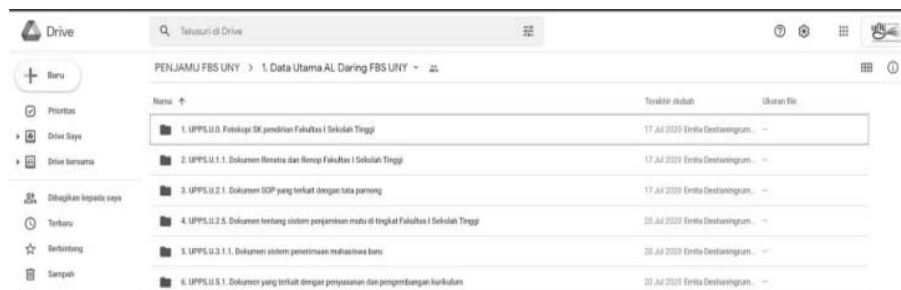 Drive
Telusuri di Drive
Baru
PENJAMU FBS UNY > 1. Data Utama AL Daring FBS UNY
Nama ↑ Terakhir diubah Ukuran file
Prioritas
Drive Saya
Drive bersama
Dibagikan kepada saya
Terbaru
Berbintang
Sampah
1. UPPS.U.0. Fotokopi SK pendirian Fakultas I Sekolah Tinggi 17 Jul 2020 Ernita Destianingrum... —
2. UPPS.U.1.1. Dokumen Renstra dan Renop Fakultas I Sekolah Tinggi 17 Jul 2020 Ernita Destianingrum... —
3. UPPS.U.2.1. Dokumen SOP yang terkait dengan tata pamong 17 Jul 2020 Ernita Destianingrum... —
4. UPPS.U.2.5. Dokumen tentang sistem penjaminan mutu di tingkat Fakultas I Sekolah Tinggi 20 Jul 2020 Ernita Destianingrum... —
5. UPPS.U.3.1.1. Dokumen sistem penerimaan mahasiswa baru 20 Jul 2020 Ernita Destianingrum... —
6. UPPS.U.5.1. Dokumen yang terkait dengan penyusunan dan pengembangan kurikulum 20 Jul 2020 Ernita Destianingrum... —